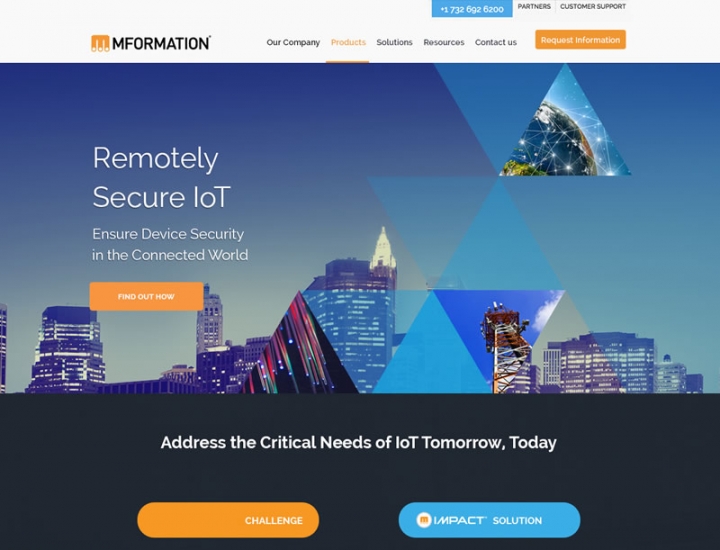 +1 732 692 6200
PARTNERS
CUSTOMER SUPPORT
MFORMATION
Our Company
Products
Solutions
Resources
Contact us
Request Information
Remotely
Secure IoT
Ensure Device Security
in the Connected World
FIND OUT HOW
Address the Critical Needs of IoT Tomorrow, Today
CHALLENGE
IMPACT™ SOLUTION